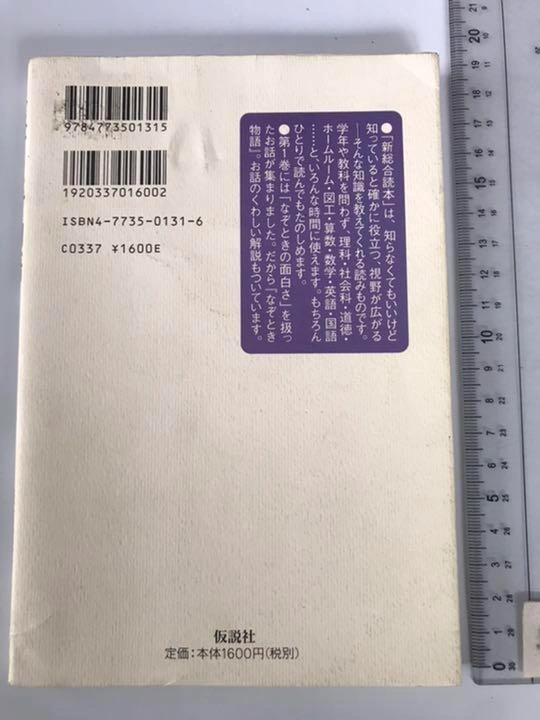 9784773501315
1920337016002
ISBN4-7735-0131-6
C0337 ¥1600E
●『新総合読本』は、知らなくてもいいけど
知っていると確かに役立つ、視野が広がる
──そんな知識を教えてくれる読みものです。
学年や教科を問わず、理科・社会科・道徳・
ホームルーム・図工・算数・数学・英語・国語
……と、いろんな時間に使えます。もちろん
ひとりで読んでもたのしめます。
●第1巻には「なぞときの面白さ」を扱っ
たお話が集まりました。だから『なぞとき
物語』。お話のくわしい解説もついています。
仮説社
定価：本体1600円（税別）
20
15
10
5
0